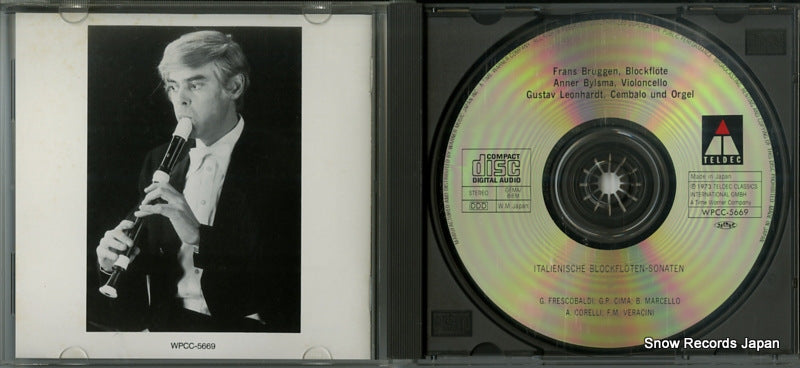 WPCC-5669
Frans Bruggen, Blockflöte
Anner Bylsma, Violoncello
Gustav Leonhardt, Cembalo und Orgel
COMPACT
disc
DIGITAL AUDIO
STEREO
GEMA/
BIEM
DDD
W.M. Japan
TELDEC
Made in Japan
℗ 1973 TELDEC CLASSICS
INTERNATIONAL GMBH
A Time Warner Company
WPCC-5669
ITALIENISCHE BLOCKFLÖTEN-SONATEN
G. FRESCOBALDI; G.P. CIMA; B. MARCELLO
A. CORELLI; F.M. VERACINI
Snow Records Japan